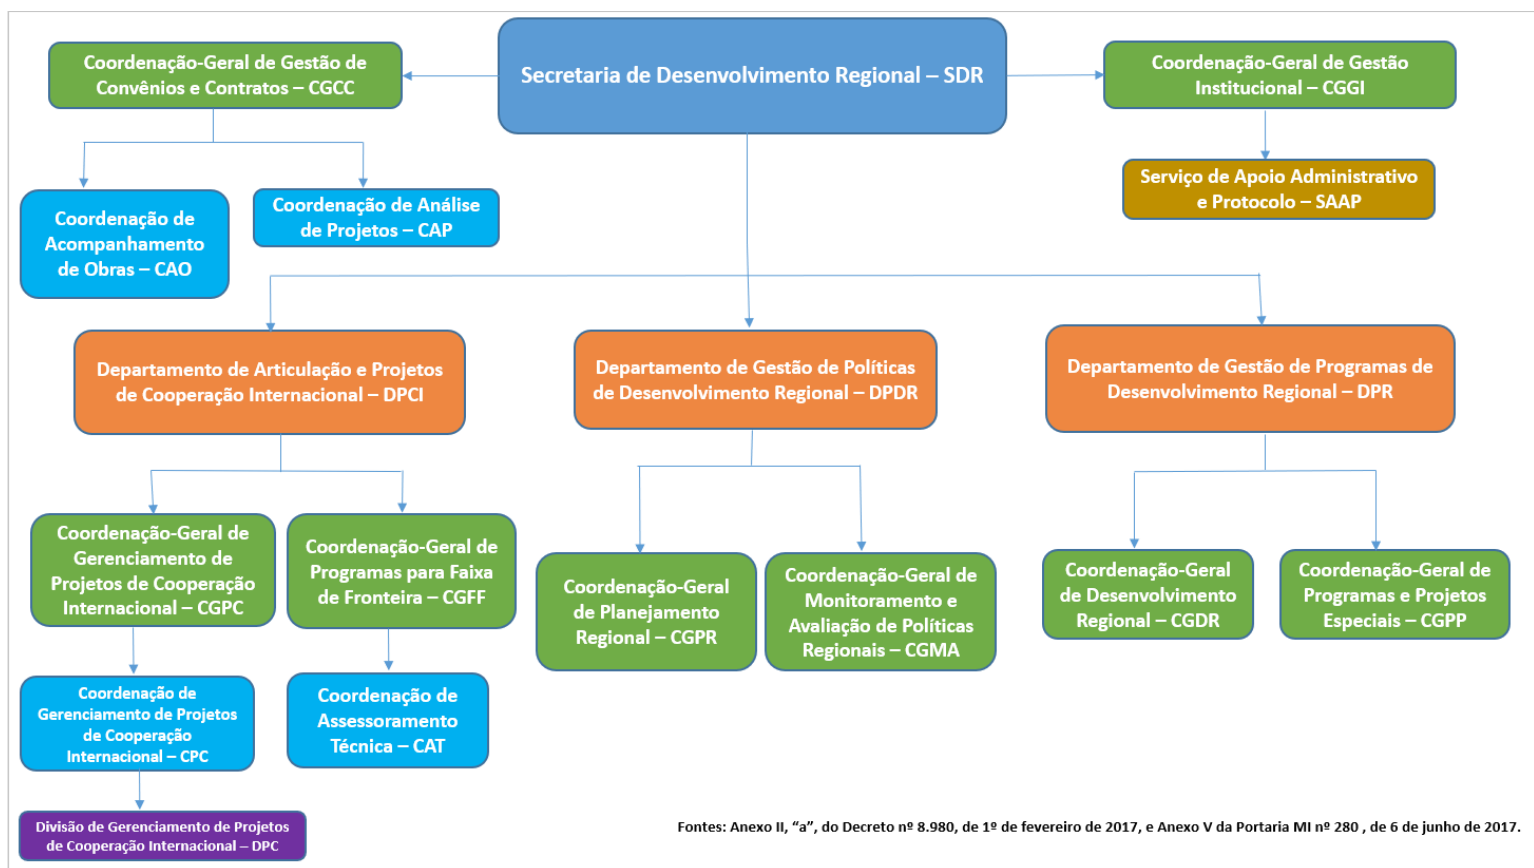 Coordenação-Geral de Gestão de
Convênios e Contratos – CGCC
Secretaria de Desenvolvimento Regional – SDR
Coordenação-Geral de Gestão
Institucional – CGGI
Coordenação de
Acompanhamento
de Obras – CAO
Coordenação de Análise
de Projetos – CAP
Serviço de Apoio Administrativo
e Protocolo – SAAP
Departamento de Articulação e Projetos
de Cooperação Internacional – DPCI
Departamento de Gestão de Políticas
de Desenvolvimento Regional – DPDR
Departamento de Gestão de Programas de
Desenvolvimento Regional – DPR
Coordenação-Geral de
Gerenciamento de
Projetos de Cooperação
Internacional – CGPC
Coordenação-Geral de
Programas para Faixa
de Fronteira – CGFF
Coordenação-Geral
de Planejamento
Regional – CGPR
Coordenação-Geral de
Monitoramento e
Avaliação de Políticas
Regionais – CGMA
Coordenação-Geral
de Desenvolvimento
Regional – CGDR
Coordenação-Geral de
Programas e Projetos
Especiais – CGPP
Coordenação de
Gerenciamento de Projetos
de Cooperação
Internacional – CPC
Coordenação de
Assessoramento
Técnica – CAT
Divisão de Gerenciamento de Projetos
de Cooperação Internacional – DPC
Fontes: Anexo II, “a”, do Decreto nº 8.980, de 1º de fevereiro de 2017, e Anexo V da Portaria MI nº 280 , de 6 de junho de 2017.